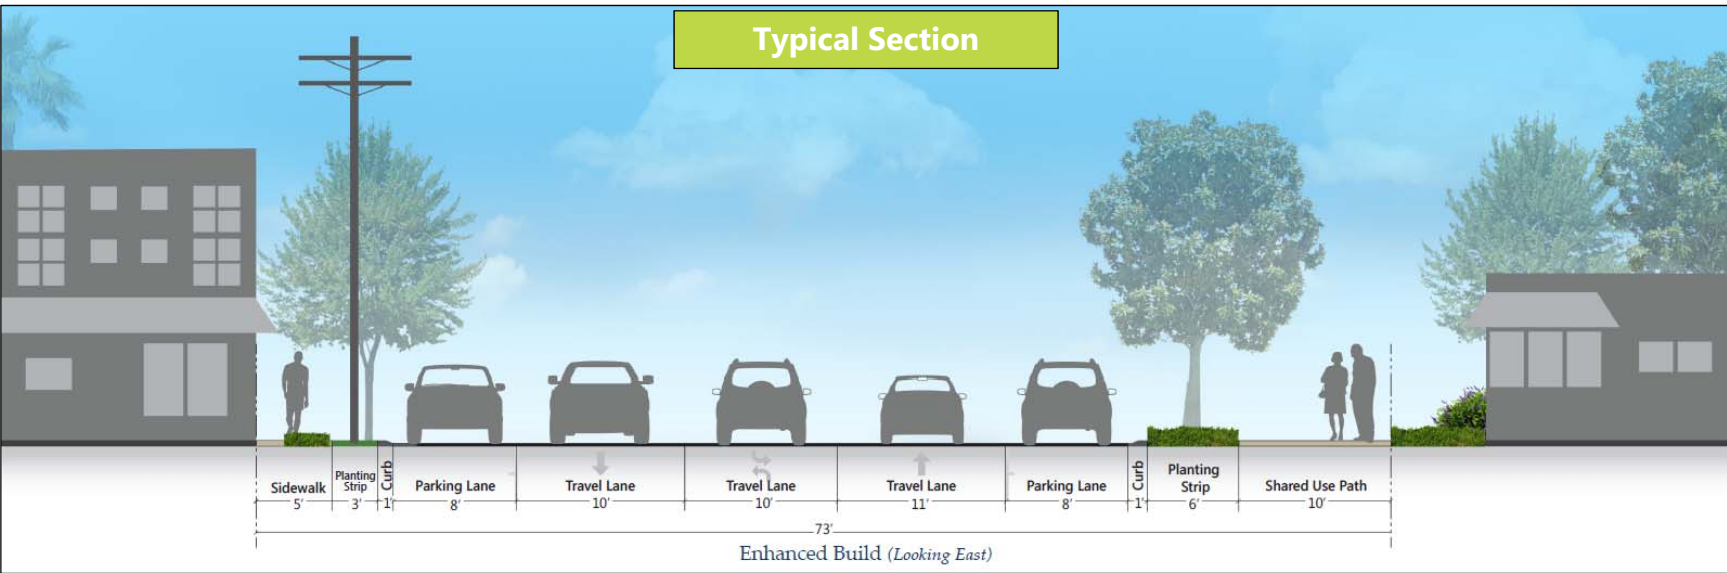 Typical Section
Sidewalk
5'
Planting
Strip
3'
Curb
1'
Parking Lane
8'
Travel Lane
10'
Travel Lane
10'
Travel Lane
11'
Parking Lane
8'
Curb
1'
Planting
Strip
6'
Shared Use Path
10'
73'
Enhanced Build (Looking East)